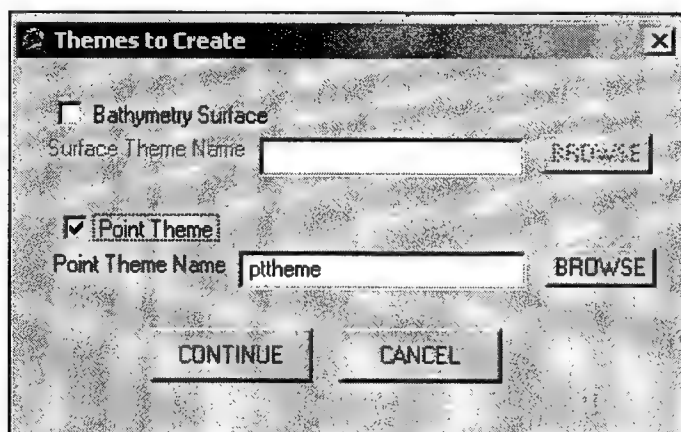 Themes to Create
Bathymetry Surface
Surface Theme Name BROWSE
Point Theme
Point Theme Name pttheme BROWSE
CONTINUE CANCEL